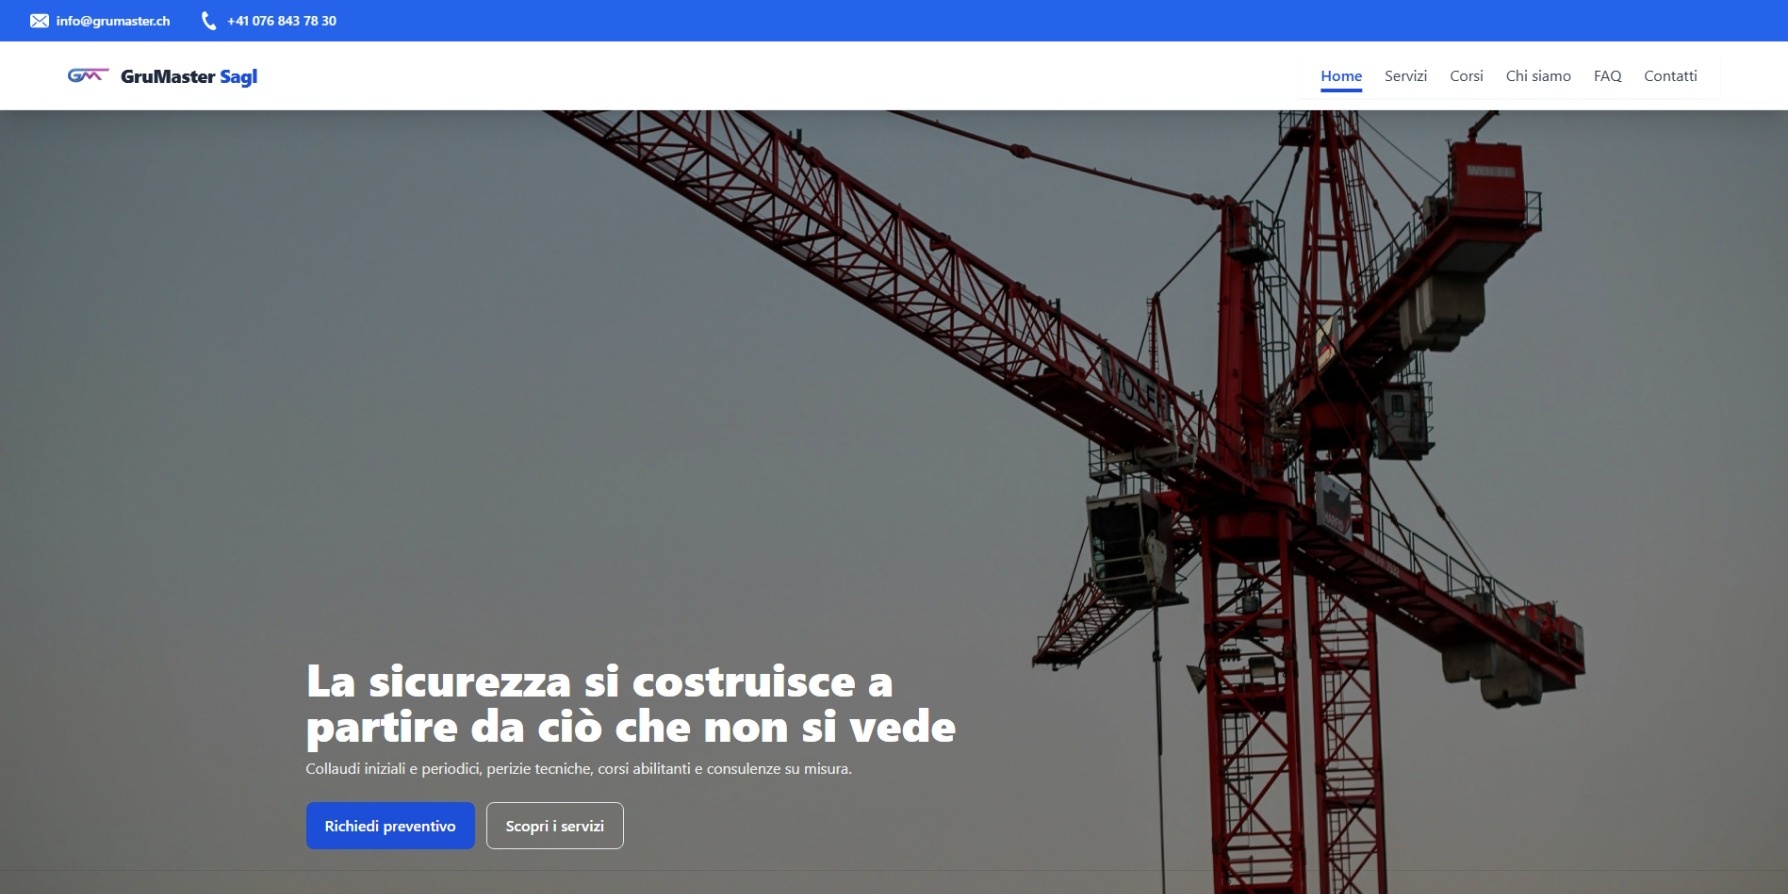 info@grumaster.ch +41 076 843 78 30
GM GruMaster Sagl
Home Servizi Corsi Chi siamo FAQ Contatti
WOLFF
WOLFF
La sicurezza si costruisce a
partire da ciò che non si vede
Collaudi iniziali e periodici, perizie tecniche, corsi abilitanti e consulenze su misura.
Richiedi preventivo Scopri i servizi